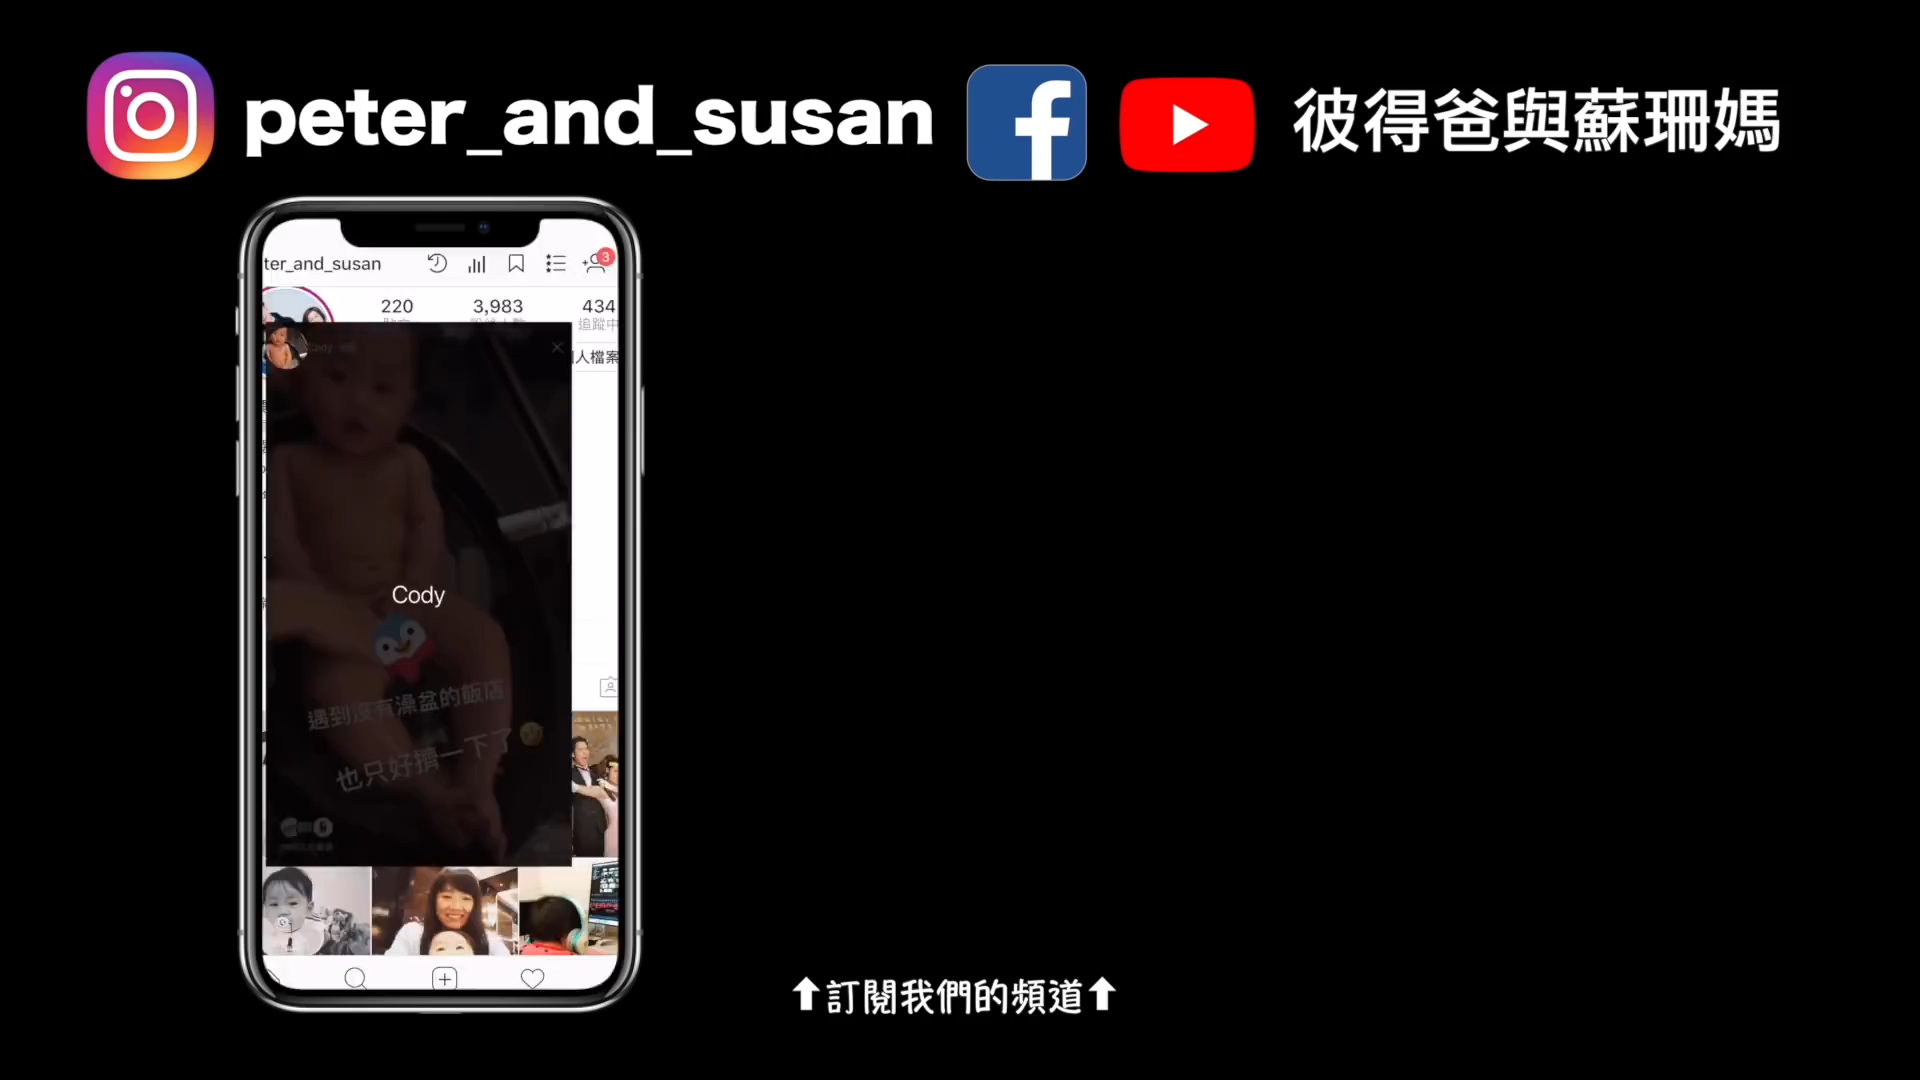 peter_and_susan
彼得爸與蘇珊媽
ter_and_susan
3
220
3,983
434
追蹤中
人檔案
Cody
Cody
遇到沒有澡盆的飯店
也只好擠一下了
⬆訂閱我們的頻道⬆